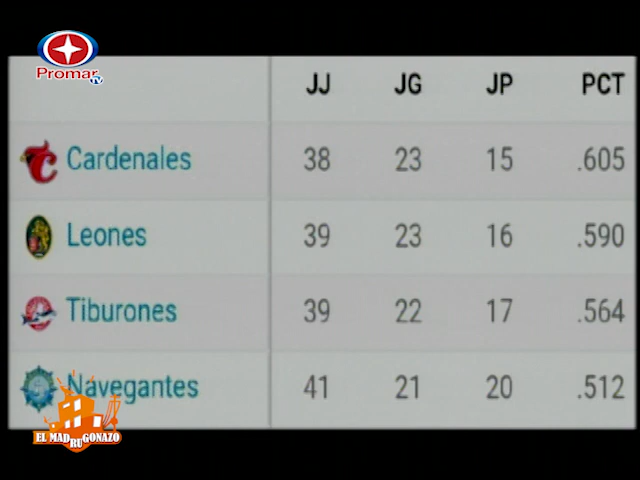 Promar tv
JJ JG JP PCT
Cardenales 38 23 15 .605
Leones 39 23 16 .590
Tiburones 39 22 17 .564
Navegantes 41 21 20 .512
EL MADRUGONAZO